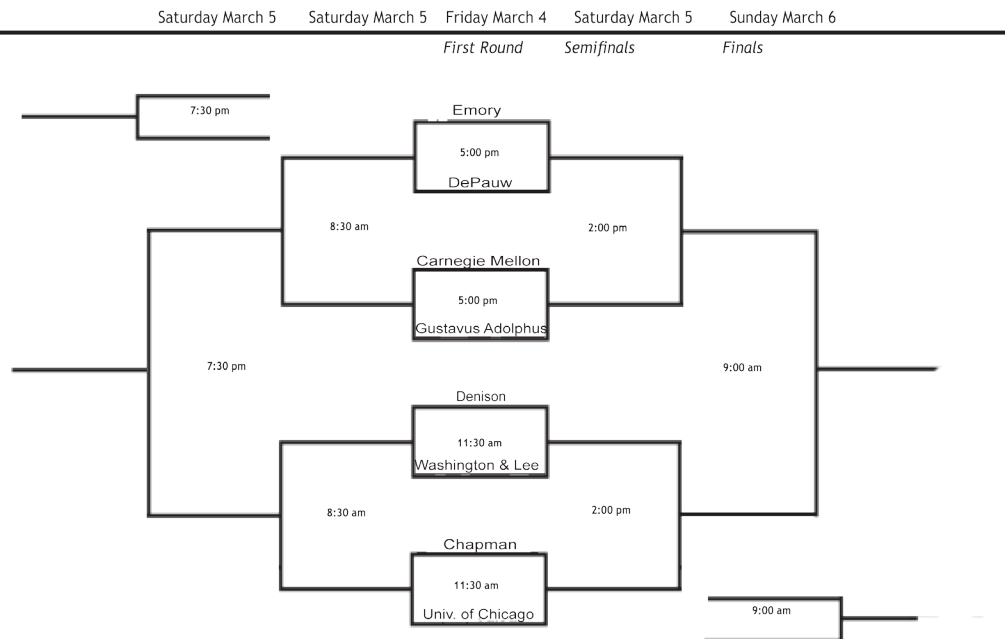 Saturday March 5 Saturday March 5 Friday March 4 Saturday March 5 Sunday March 6
First Round Semifinals Finals
7:30 pm
Emory
5:00 pm
DePauw
8:30 am 2:00 pm
Carnegie Mellon
5:00 pm
Gustavus Adolphus
7:30 pm 9:00 am
Denison
11:30 am
Washington & Lee
8:30 am 2:00 pm
Chapman
11:30 am
Univ. of Chicago
9:00 am